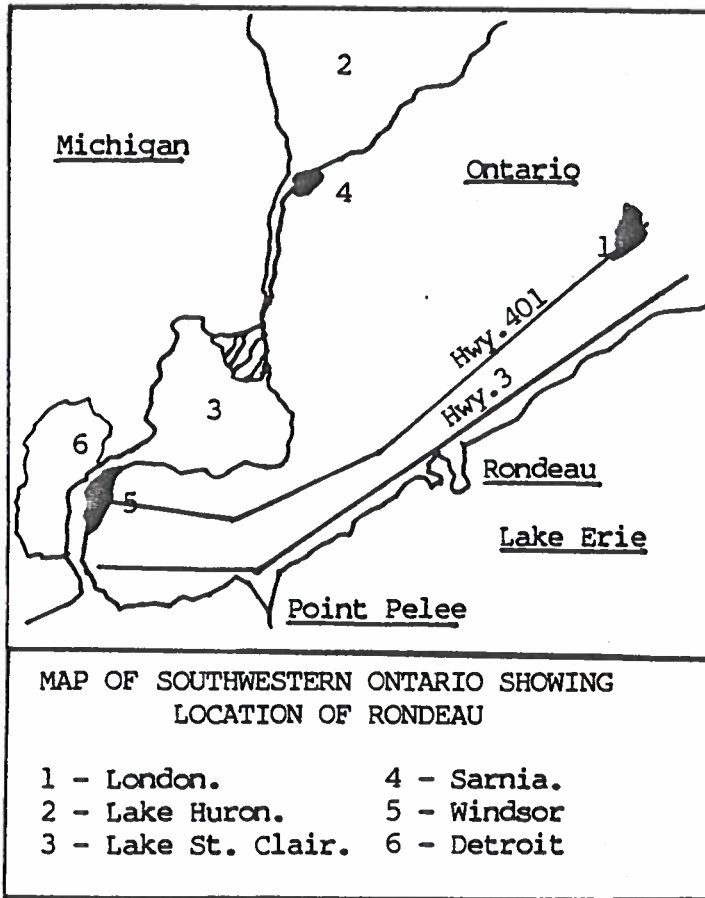 2
Michigan
Ontario
4
1
Hwy.401
Hwy.3
3
6
5
Rondeau
Lake Erie
Point Pelee
MAP OF SOUTHWESTERN ONTARIO SHOWING
LOCATION OF RONDEAU
1 - London.
4 - Sarnia.
2 - Lake Huron.
5 - Windsor
3 - Lake St. Clair.
6 - Detroit